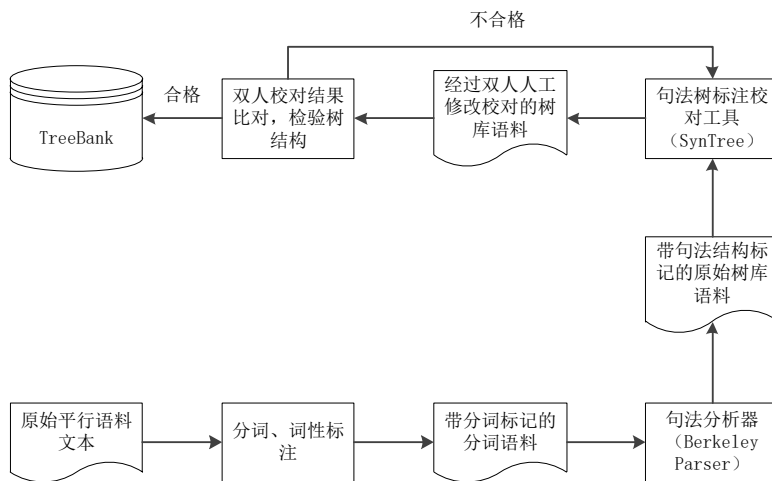 不合格
合格
TreeBank
双人校对结果
比对，检验树
结构
经过双人人工
修改校对的树
库语料
句法树标注校
对工具
（SynTree）
带句法结构标
记的原始树库
语料
原始平行语料
文本
分词、词性标
注
带分词标记的
分词语料
句法分析器
（Berkeley
Parser）